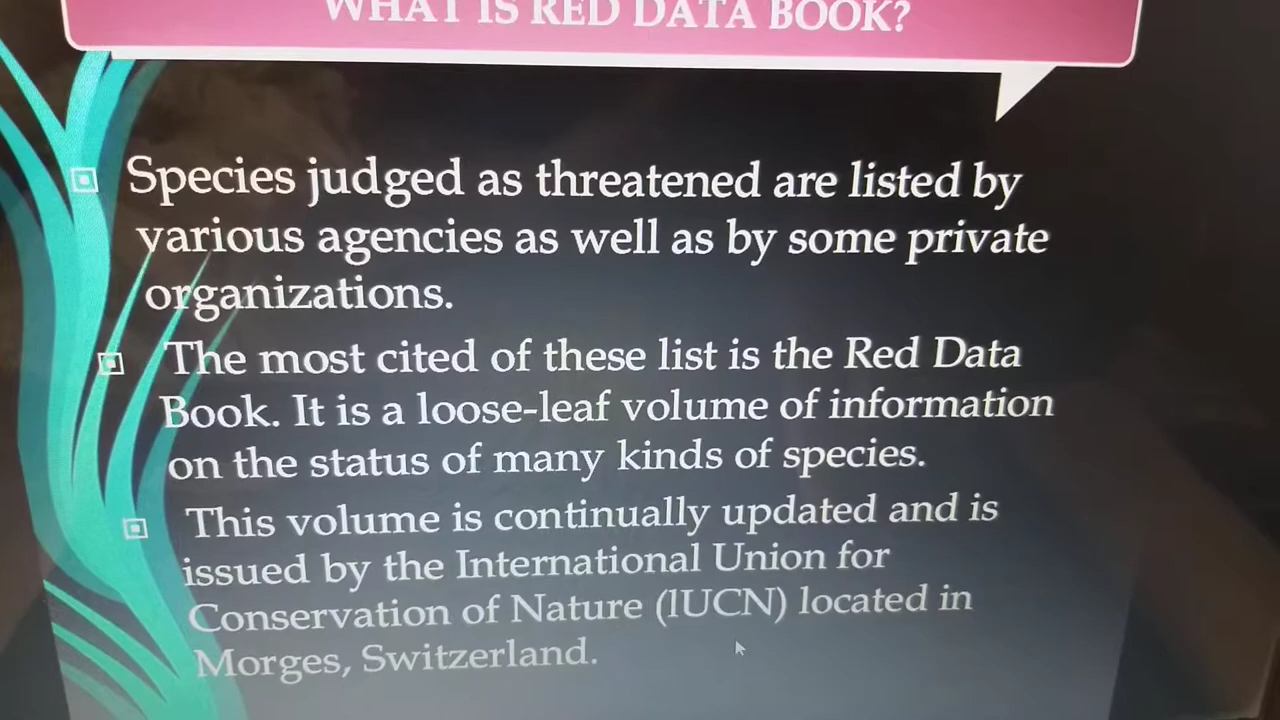 WHAT IS RED DATA BOOK?
Species judged as threatened are listed by
various agencies as well as by some private
organizations.
The most cited of these list is the Red Data
Book. It is a loose-leaf volume of information
on the status of many kinds of species.
This volume is continually updated and is
issued by the International Union for
Conservation of Nature (lUCN) located in
Morges, Switzerland.